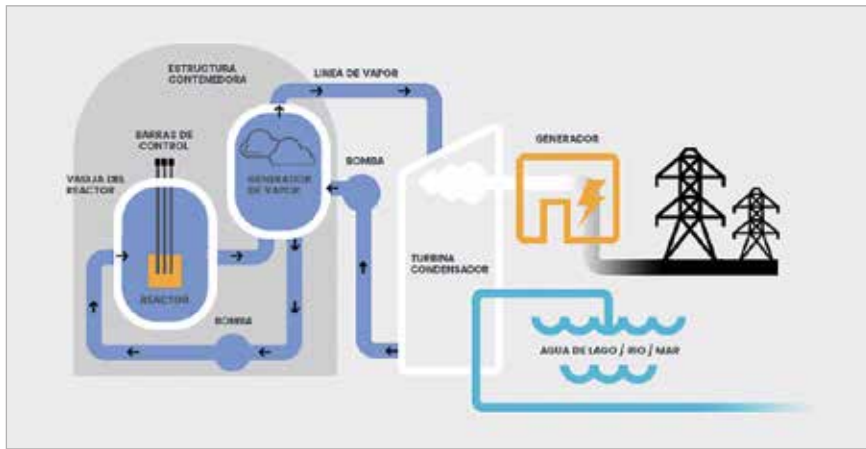 ESTRUCTURA
CONTENEDORA
LINEA DE VAPOR
BARRAS DE
CONTROL
VASIJA DEL
REACTOR
GENERADOR
DE VAPOR
BOMBA
GENERADOR
REACTOR
BOMBA
TURBINA
CONDENSADOR
AGUA DE LAGO / RIO / MAR